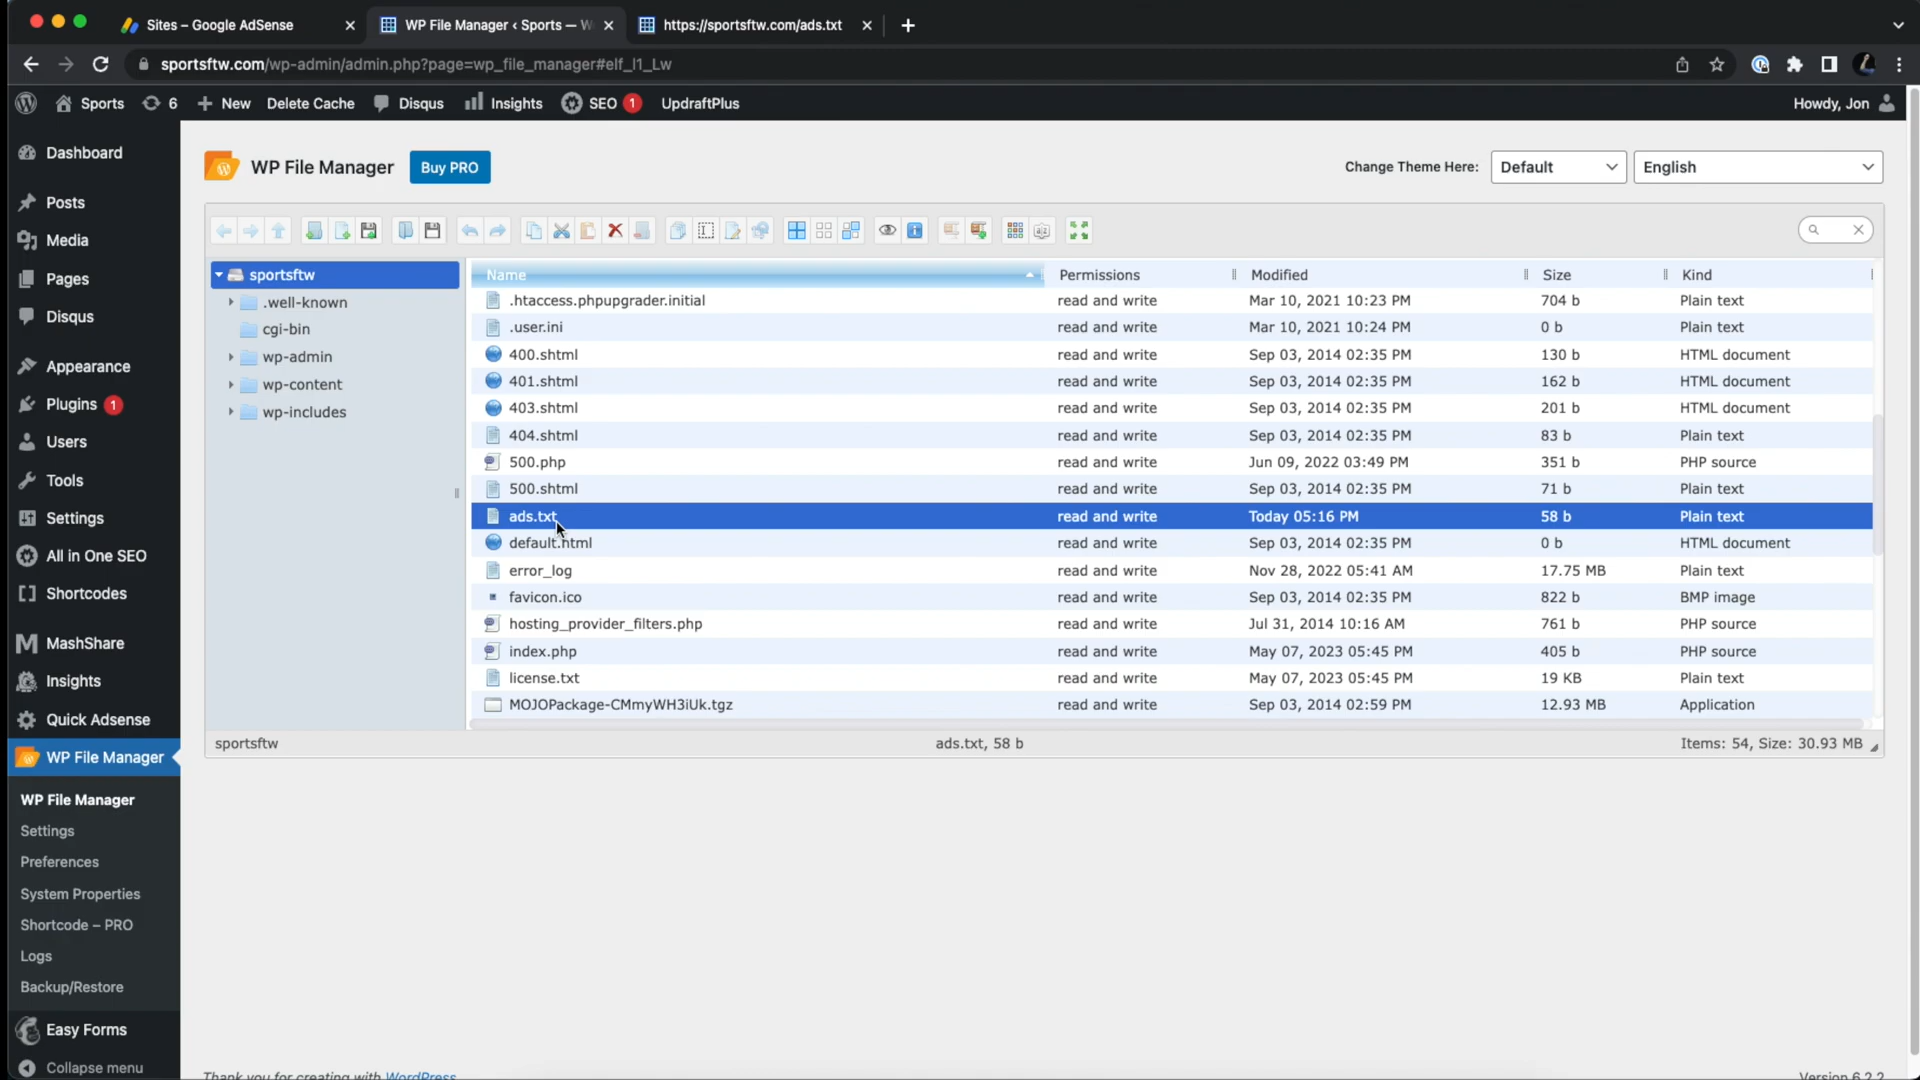 Sites – Google AdSense
WP File Manager ‹ Sports — W
https://sportsftw.com/ads.txt
sportsftw.com/wp-admin/admin.php?page=wp_file_manager#elf_l1_Lw
Sports
6
New
Delete Cache
Disqus
Insights
SEO 1
UpdraftPlus
Howdy, Jon
Dashboard
Posts
Media
Pages
Disqus
Appearance
Plugins 1
Users
Tools
Settings
All in One SEO
Shortcodes
MashShare
Insights
Quick Adsense
WP File Manager
WP File Manager
Settings
Preferences
System Properties
Shortcode – PRO
Logs
Backup/Restore
Easy Forms
Collapse menu
WP File Manager
Buy PRO
Change Theme Here:
Default
English
sportsftw
.well-known
cgi-bin
wp-admin
wp-content
wp-includes
Name Permissions Modified Size Kind
.htaccess.phpupgrader.initial read and write Mar 10, 2021 10:23 PM 704 b Plain text
.user.ini read and write Mar 10, 2021 10:24 PM 0 b Plain text
400.shtml read and write Sep 03, 2014 02:35 PM 130 b HTML document
401.shtml read and write Sep 03, 2014 02:35 PM 162 b HTML document
403.shtml read and write Sep 03, 2014 02:35 PM 201 b HTML document
404.shtml read and write Sep 03, 2014 02:35 PM 83 b Plain text
500.php read and write Jun 09, 2022 03:49 PM 351 b PHP source
500.shtml read and write Sep 03, 2014 02:35 PM 71 b Plain text
ads.txt read and write Today 05:16 PM 58 b Plain text
default.html read and write Sep 03, 2014 02:35 PM 0 b HTML document
error_log read and write Nov 28, 2022 05:41 AM 17.75 MB Plain text
favicon.ico read and write Sep 03, 2014 02:35 PM 822 b BMP image
hosting_provider_filters.php read and write Jul 31, 2014 10:16 AM 761 b PHP source
index.php read and write May 07, 2023 05:45 PM 405 b PHP source
license.txt read and write May 07, 2023 05:45 PM 19 KB Plain text
MOJOPackage-CMmyWH3iUk.tgz read and write Sep 03, 2014 02:59 PM 12.93 MB Application
sportsftw
ads.txt, 58 b
Items: 54, Size: 30.93 MB
Thank you for creating with WordPress
Version 6.2.2